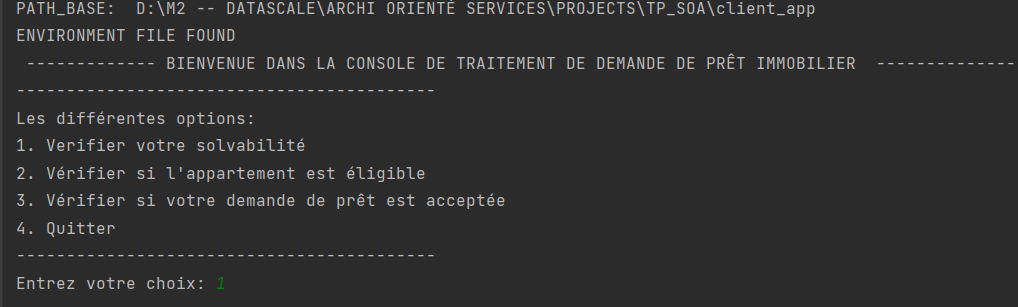 PATH_BASE:  D:\M2 -- DATASCALE\ARCHI ORIENTÉ SERVICES\PROJECTS\TP_SOA\client_app
ENVIRONMENT FILE FOUND
 ------------- BIENVENUE DANS LA CONSOLE DE TRAITEMENT DE DEMANDE DE PRÊT IMMOBILIER  --------------
------------------------------------------
Les différentes options:
1. Verifier votre solvabilité
2. Vérifier si l'appartement est éligible
3. Vérifier si votre demande de prêt est acceptée
4. Quitter
------------------------------------------
Entrez votre choix: 1